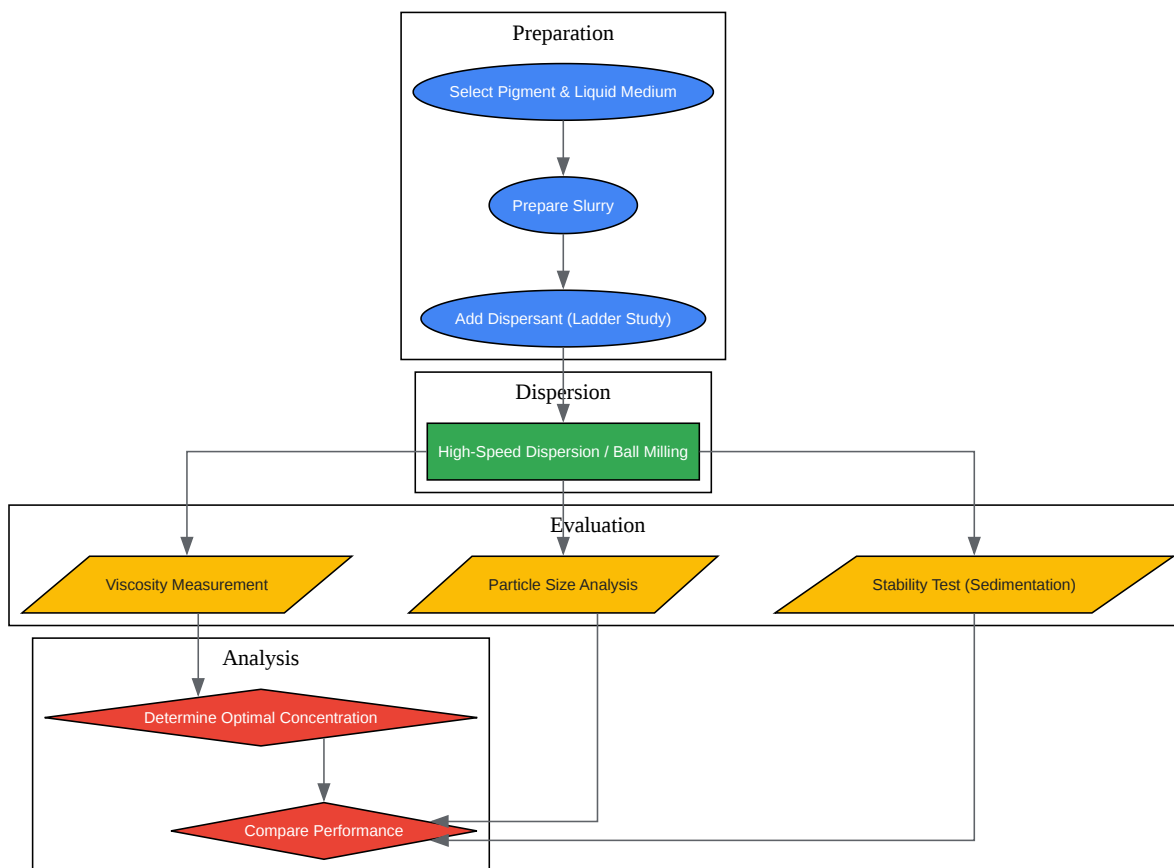 Preparation
Select Pigment & Liquid Medium
Prepare Slurry
Add Dispersant (Ladder Study)
Dispersion
High-Speed Dispersion / Ball Milling
Evaluation
Viscosity Measurement
Particle Size Analysis
Stability Test (Sedimentation)
Analysis
Determine Optimal Concentration
Compare Performance